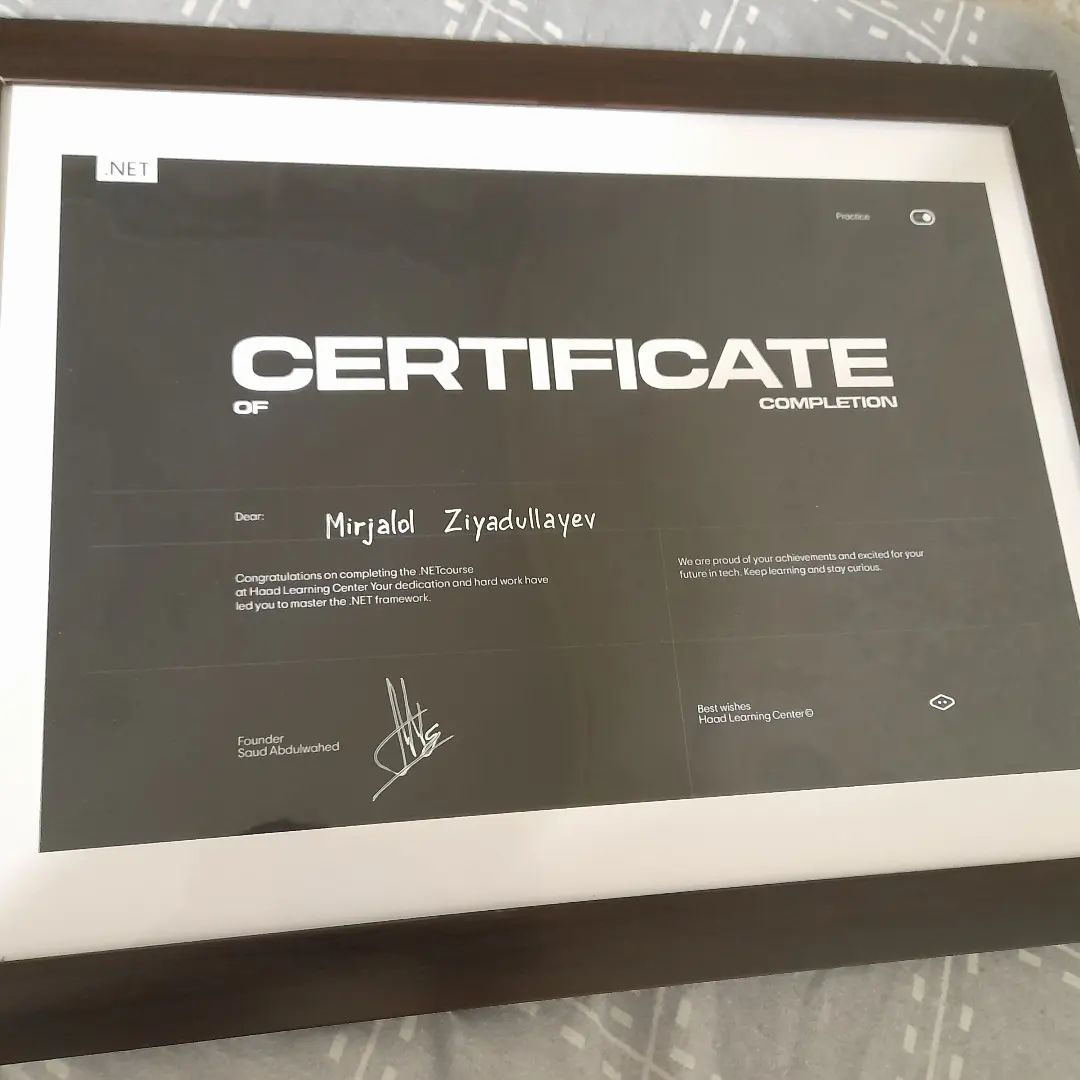 .NET
Practice
CERTIFICATE
OF COMPLETION
Dear: Mirjalol Ziyadullayev
Congratulations on completing the .NETcourse
at Haad Learning Center Your dedication and hard work have
led you to master the .NET framework.
We are proud of your achievements and excited for your
future in tech. Keep learning and stay curious.
Founder
Saud Abdulwahed
Best wishes
Haad Learning Center©